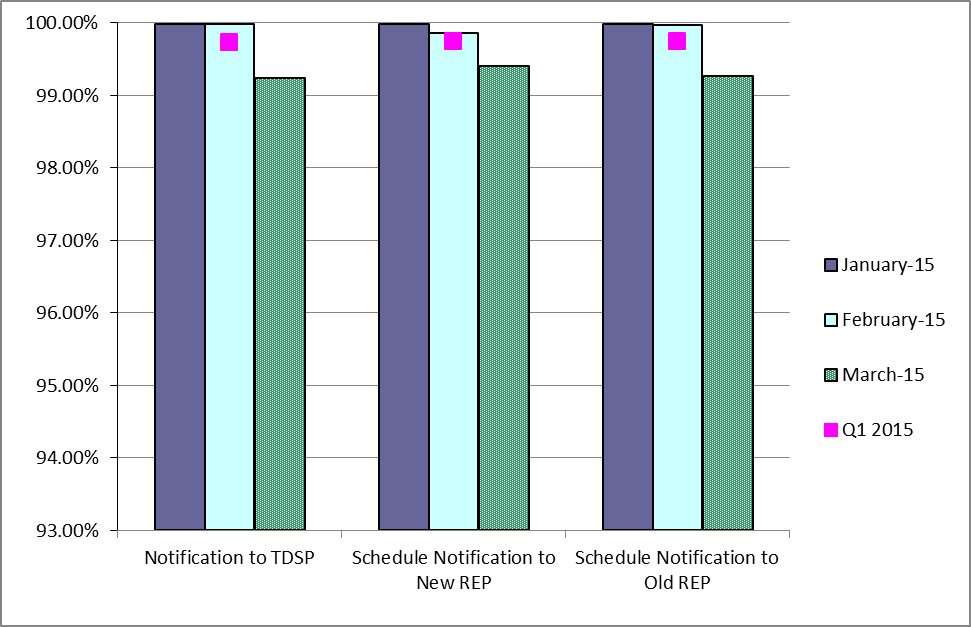 100.00%
99.00%
98.00%
97.00%
96.00%
95.00%
94.00%
93.00%
Notification to TDSP
Schedule Notification to
New REP
Schedule Notification to
Old REP
January-15
February-15
March-15
Q1 2015